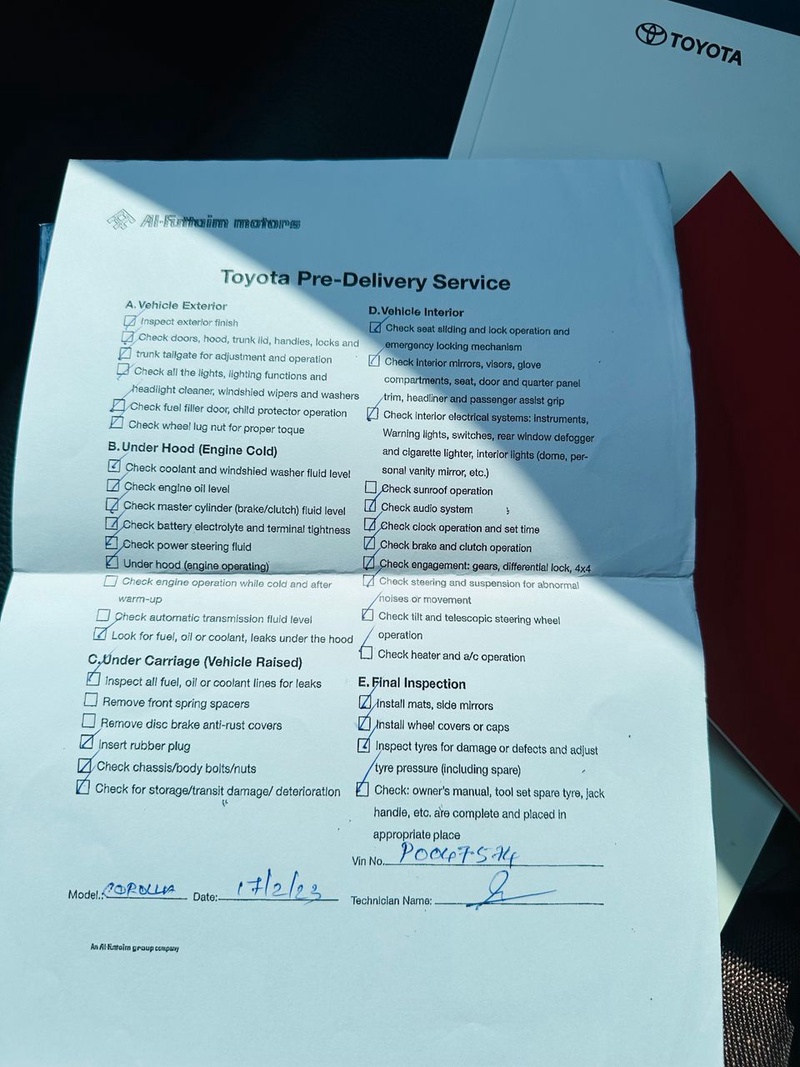 TOYOTA
Al-Futtaim motors
Toyota Pre-Delivery Service
A. Vehicle Exterior
Inspect exterior finish
Check doors, hood, trunk lid, handles, locks and
trunk tailgate for adjustment and operation
Check all the lights, lighting functions and
headlight cleaner, windshied wipers and washers
Check fuel filler door, child protector operation
Check wheel lug nut for proper toque
B. Under Hood (Engine Cold)
Check coolant and windshied washer fluid level
Check engine oil level
Check master cylinder (brake/clutch) fluid level
Check battery electrolyte and terminal tightness
Check power steering fluid
Under hood (engine operating)
Check engine operation while cold and after
warm-up
Check automatic transmission fluid level
Look for fuel, oil or coolant, leaks under the hood
C. Under Carriage (Vehicle Raised)
Inspect all fuel, oil or coolant lines for leaks
Remove front spring spacers
Remove disc brake anti-rust covers
Insert rubber plug
Check chassis/body bolts/nuts
Check for storage/transit damage/ deterioration
D. Vehicle Interior
Check seat sliding and lock operation and
emergency locking mechanism
Check interior mirrors, visors, glove
compartments, seat, door and quarter panel
trim, headliner and passenger assist grip
Check interior electrical systems: instruments,
Warning lights, switches, rear window defogger
and cigarette lighter, interior lights (dome, per-
sonal vanity mirror, etc.)
Check sunroof operation
Check audio system
Check clock operation and set time
Check brake and clutch operation
Check engagement: gears, differential lock, 4x4
Check steering and suspension for abnormal
noises or movement
Check tilt and telescopic steering wheel
operation
Check heater and a/c operation
E. Final Inspection
Install mats, side mirrors
Install wheel covers or caps
Inspect tyres for damage or defects and adjust
tyre pressure (including spare)
Check: owner's manual, tool set spare tyre, jack
handle, etc. are complete and placed in
appropriate place
Vin No. P0047574
Model.: COROLLA Date: 17/2/23 Technician Name:
An Al-Futtaim group company